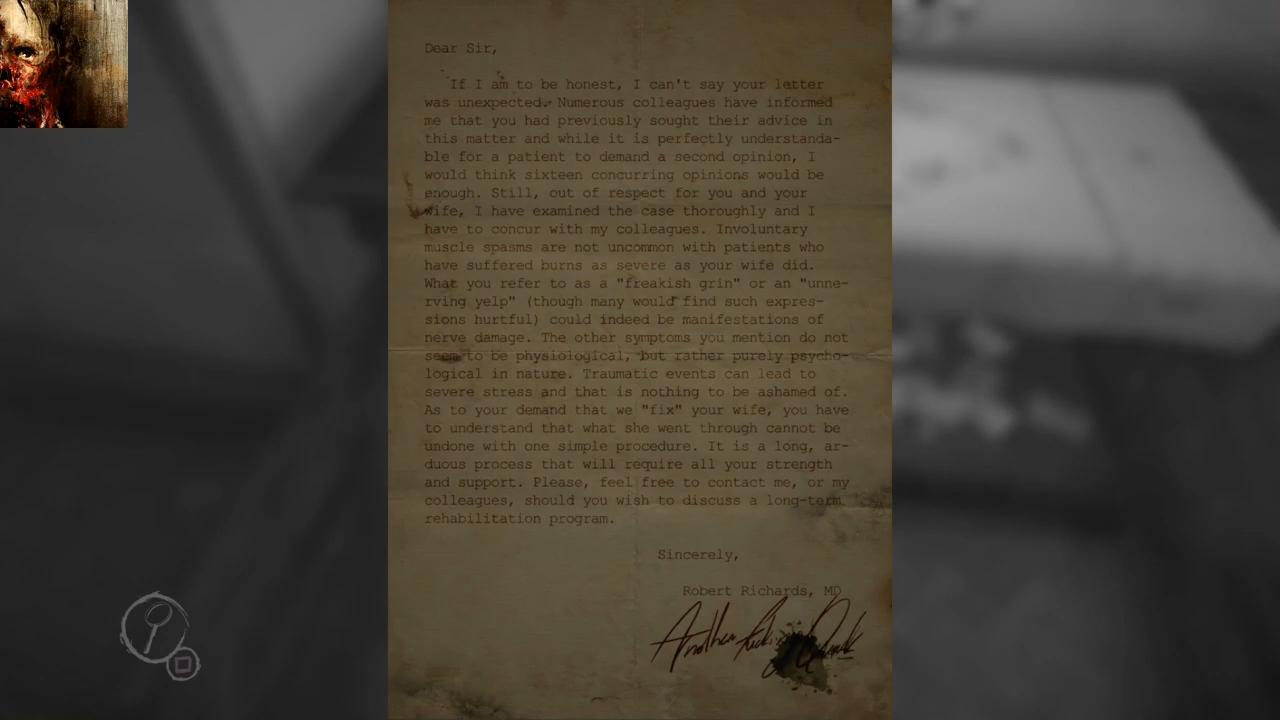 Dear Sir,
If I am to be honest, I can't say your letter
was unexpected. Numerous colleagues have informed
me that you had previously sought their advice in
this matter and while it is perfectly understanda-
ble for a patient to demand a second opinion, I
would think sixteen concurring opinions would be
enough. Still, out of respect for you and your
wife, I have examined the case thoroughly and I
have to concur with my colleagues. Involuntary
muscle spasms are not uncommon with patients who
have suffered burns as severe as your wife did.
What you refer to as a "freakish grin" or an "unne-
rving yelp" (though many would find such expres-
sions hurtful) could indeed be manifestations of
nerve damage. The other symptoms you mention do not
seem to be physiological, but rather purely psycho-
logical in nature. Traumatic events can lead to
severe stress and that is nothing to be ashamed of.
As to your demand that we "fix" your wife, you have
to understand that what she went through cannot be
undone with one simple procedure. It is a long, ar-
duous process that will require all your strength
and support. Please, feel free to contact me, or my
colleagues, should you wish to discuss a long-term
rehabilitation program.
Sincerely,
Robert Richards, MD
Another fucking Quack